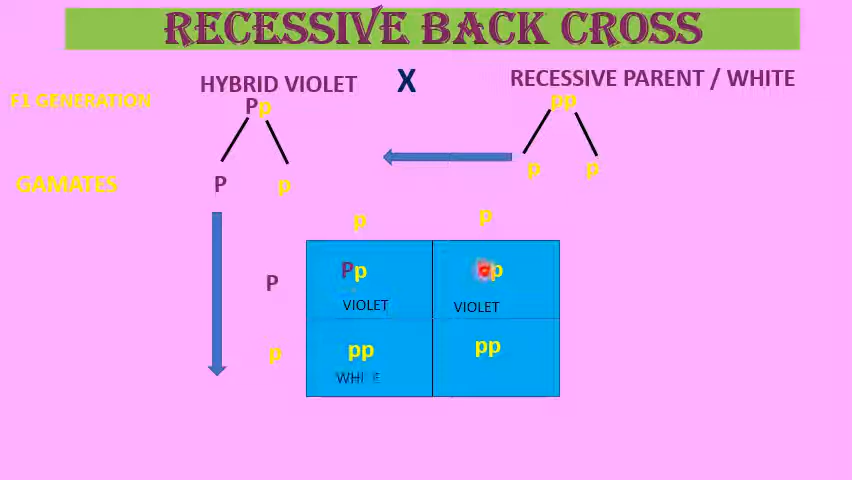 RECESSIVE BACK CROSS
HYBRID VIOLET X RECESSIVE PARENT / WHITE
F1 GENERATION Pp pp
GAMATES P p p p
p p
P Pp p
VIOLET VIOLET
p pp pp